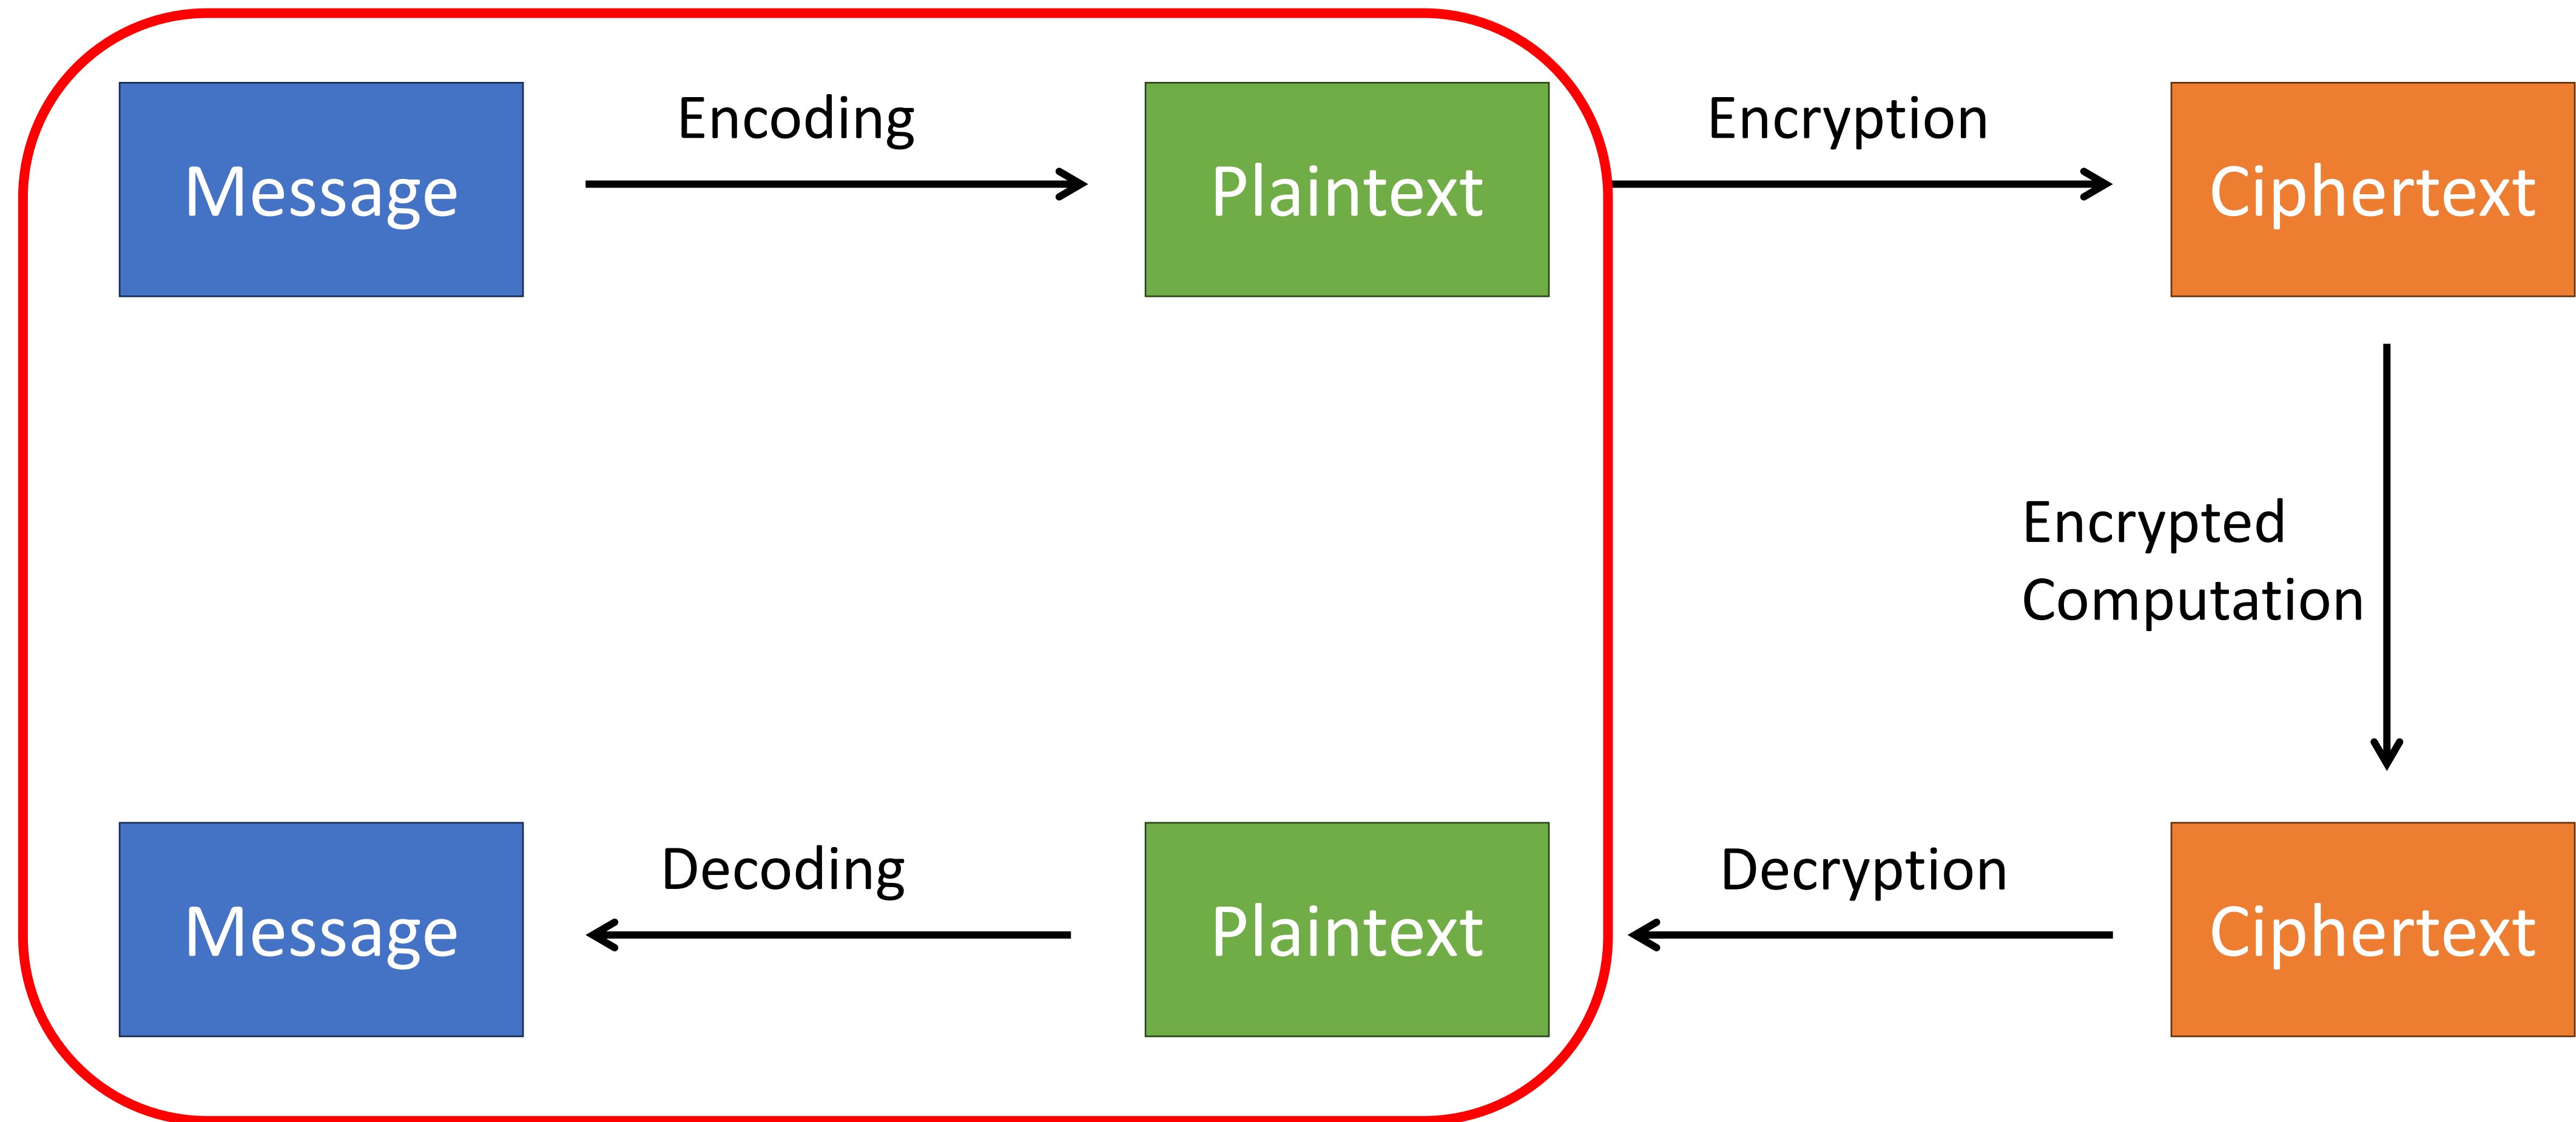 Encoding
Encryption
Message
Plaintext
Ciphertext
Encrypted
Computation
Decoding
Decryption
Message
Plaintext
Ciphertext